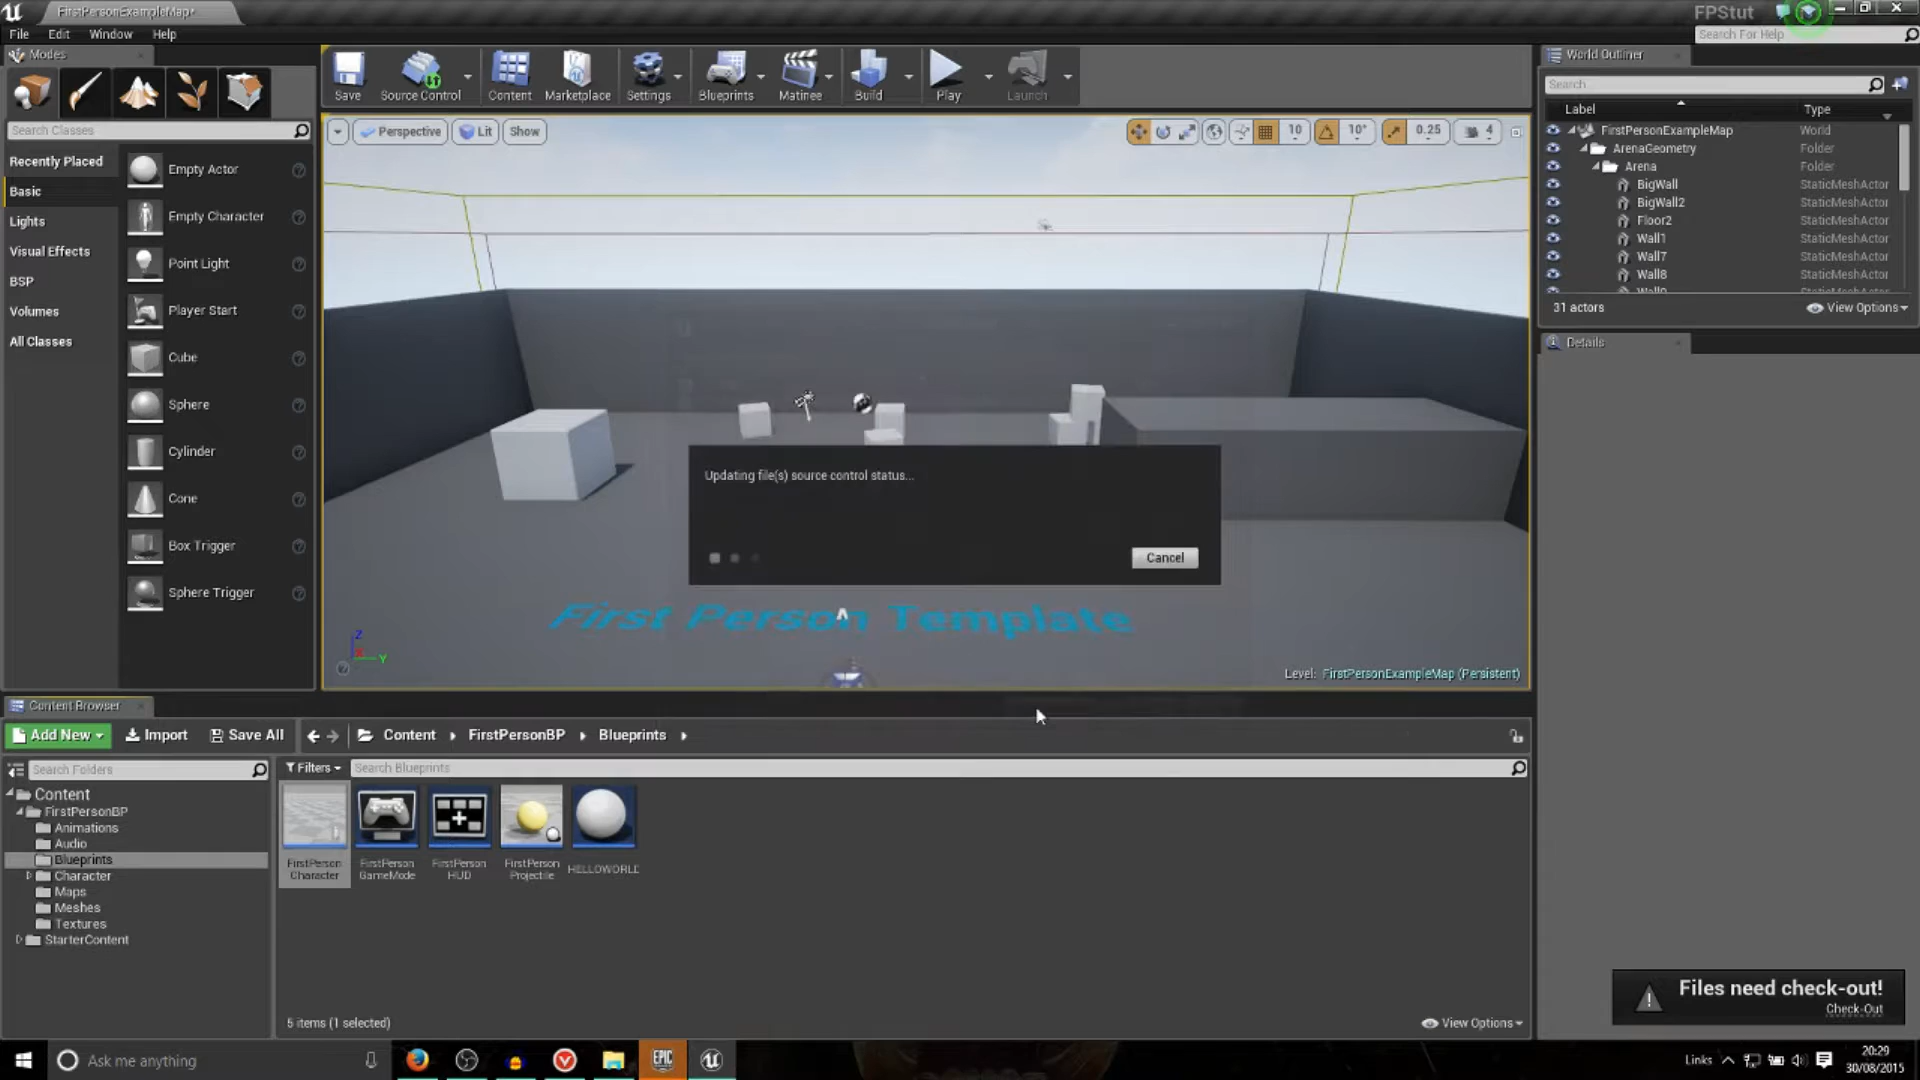 FirstPersonExampleMap*
FPStut
File Edit Window Help
Search For Help
Modes
Save
Source Control
Content
Marketplace
Settings
Blueprints
Matinee
Build
Play
Launch
World Outliner
Search
Label Type
FirstPersonExampleMap World
ArenaGeometry Folder
Arena Folder
BigWall StaticMeshActor
BigWall2 StaticMeshActor
Floor2 StaticMeshActor
Wall1 StaticMeshActor
Wall7 StaticMeshActor
Wall8 StaticMeshActor
31 actors
View Options
Details
Search Classes
Recently Placed
Basic
Lights
Visual Effects
BSP
Volumes
All Classes
Empty Actor
Empty Character
Point Light
Player Start
Cube
Sphere
Cylinder
Cone
Box Trigger
Sphere Trigger
Perspective
Lit
Show
10
10°
0.25
4
Updating file(s) source control status...
Cancel
First Person Template
Z
X
Y
Level: FirstPersonExampleMap (Persistent)
Content Browser
Add New
Import
Save All
Content
FirstPersonBP
Blueprints
Search Folders
Filters
Search Blueprints
Content
FirstPersonBP
Animations
Audio
Blueprints
Character
Maps
Meshes
Textures
StarterContent
FirstPerson
Character
FirstPerson
GameMode
FirstPerson
HUD
FirstPerson
Projectile
HELLOWORLD
5 items (1 selected)
View Options
Files need check-out!
Check-Out
Ask me anything
EPIC
GAMES
Links
20:29
30/08/2015